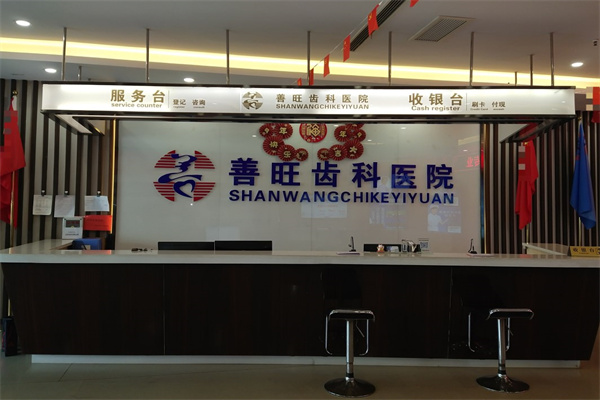 服务台
service counter
登记 咨询
善旺齿科医院
SHANWANGCHIKEYIYUAN
收银台
Cash register
刷卡 付现
善旺齿科医院
SHANWANGCHIKEYIYUAN